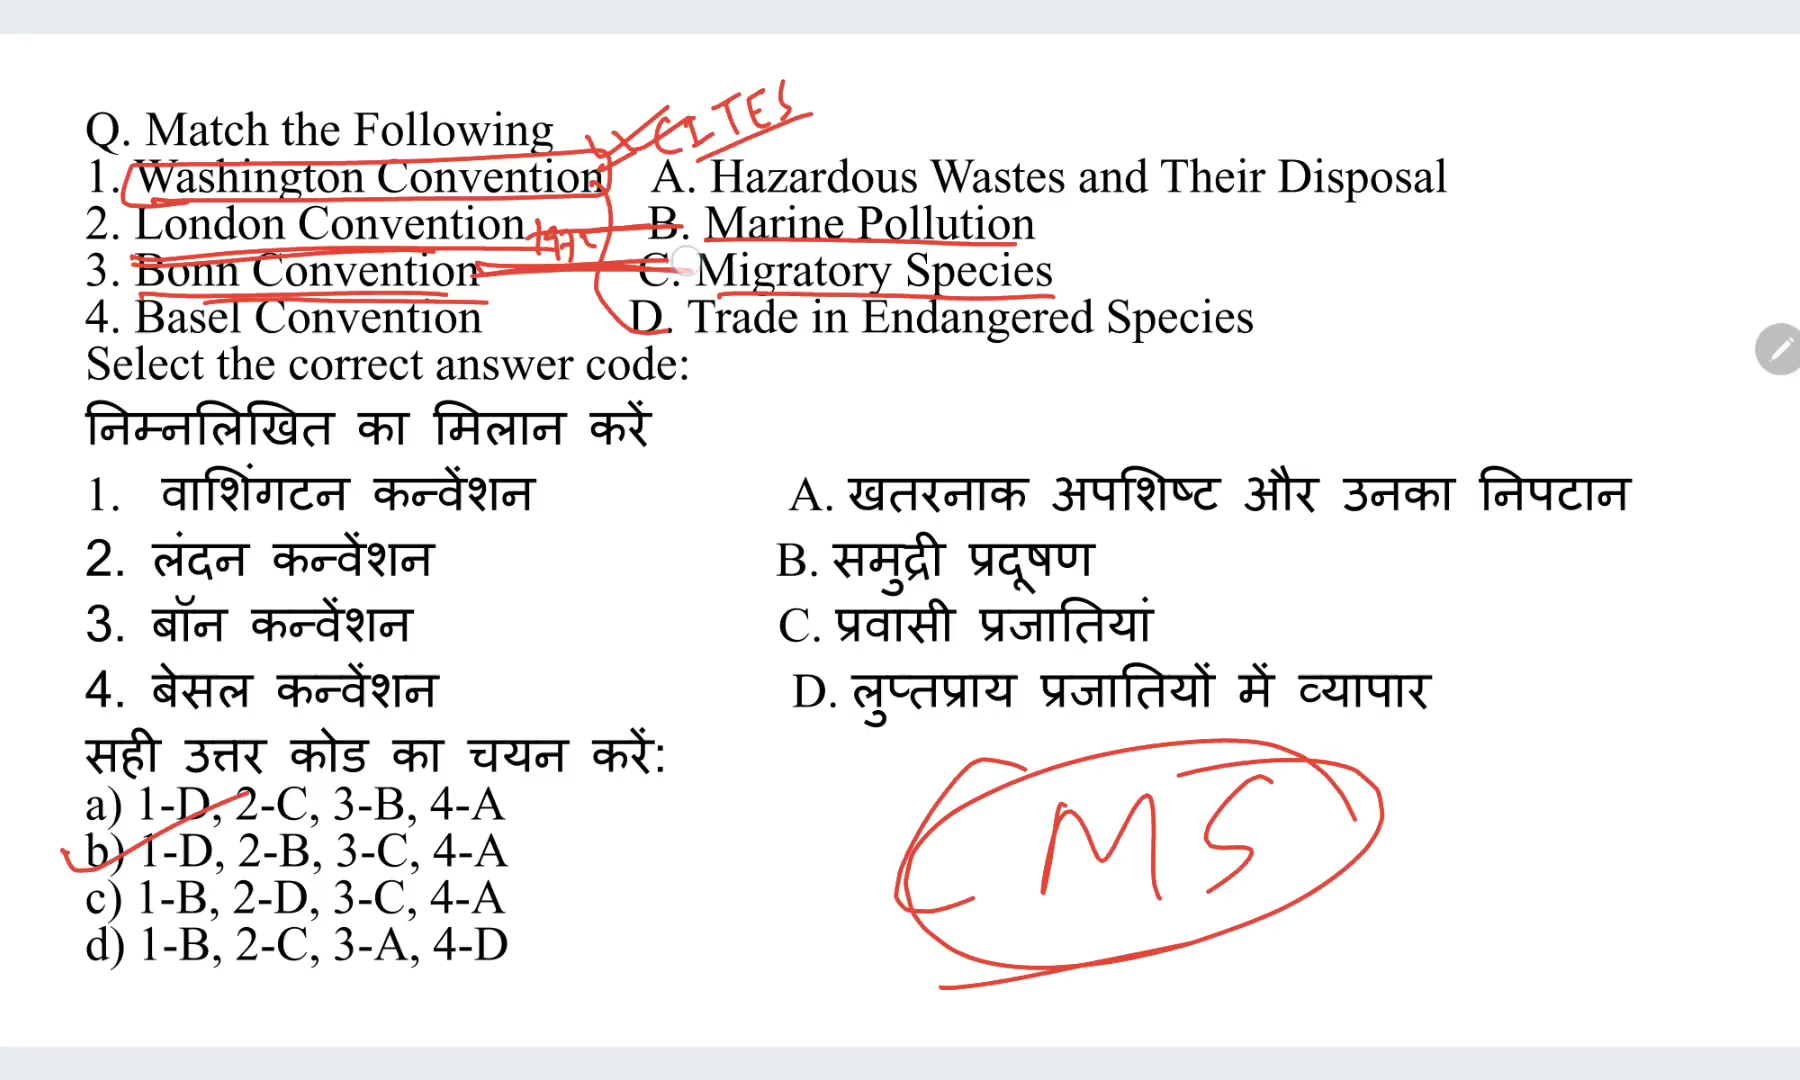 CITES
Q. Match the Following
1. Washington Convention A. Hazardous Wastes and Their Disposal
2. London Convention 1972 B. Marine Pollution
3. Bonn Convention C. Migratory Species
4. Basel Convention D. Trade in Endangered Species
Select the correct answer code:
निम्नलिखित का मिलान करें
1. वाशिंगटन कन्वेंशन A. खतरनाक अपशिष्ट और उनका निपटान
2. लंदन कन्वेंशन B. समुद्री प्रदूषण
3. बॉन कन्वेंशन C. प्रवासी प्रजातियां
4. बेसल कन्वेंशन D. लुप्तप्राय प्रजातियों में व्यापार
सही उत्तर कोड का चयन करें:
a) 1-D, 2-C, 3-B, 4-A
b) 1-D, 2-B, 3-C, 4-A
c) 1-B, 2-D, 3-C, 4-A
d) 1-B, 2-C, 3-A, 4-D
CMS